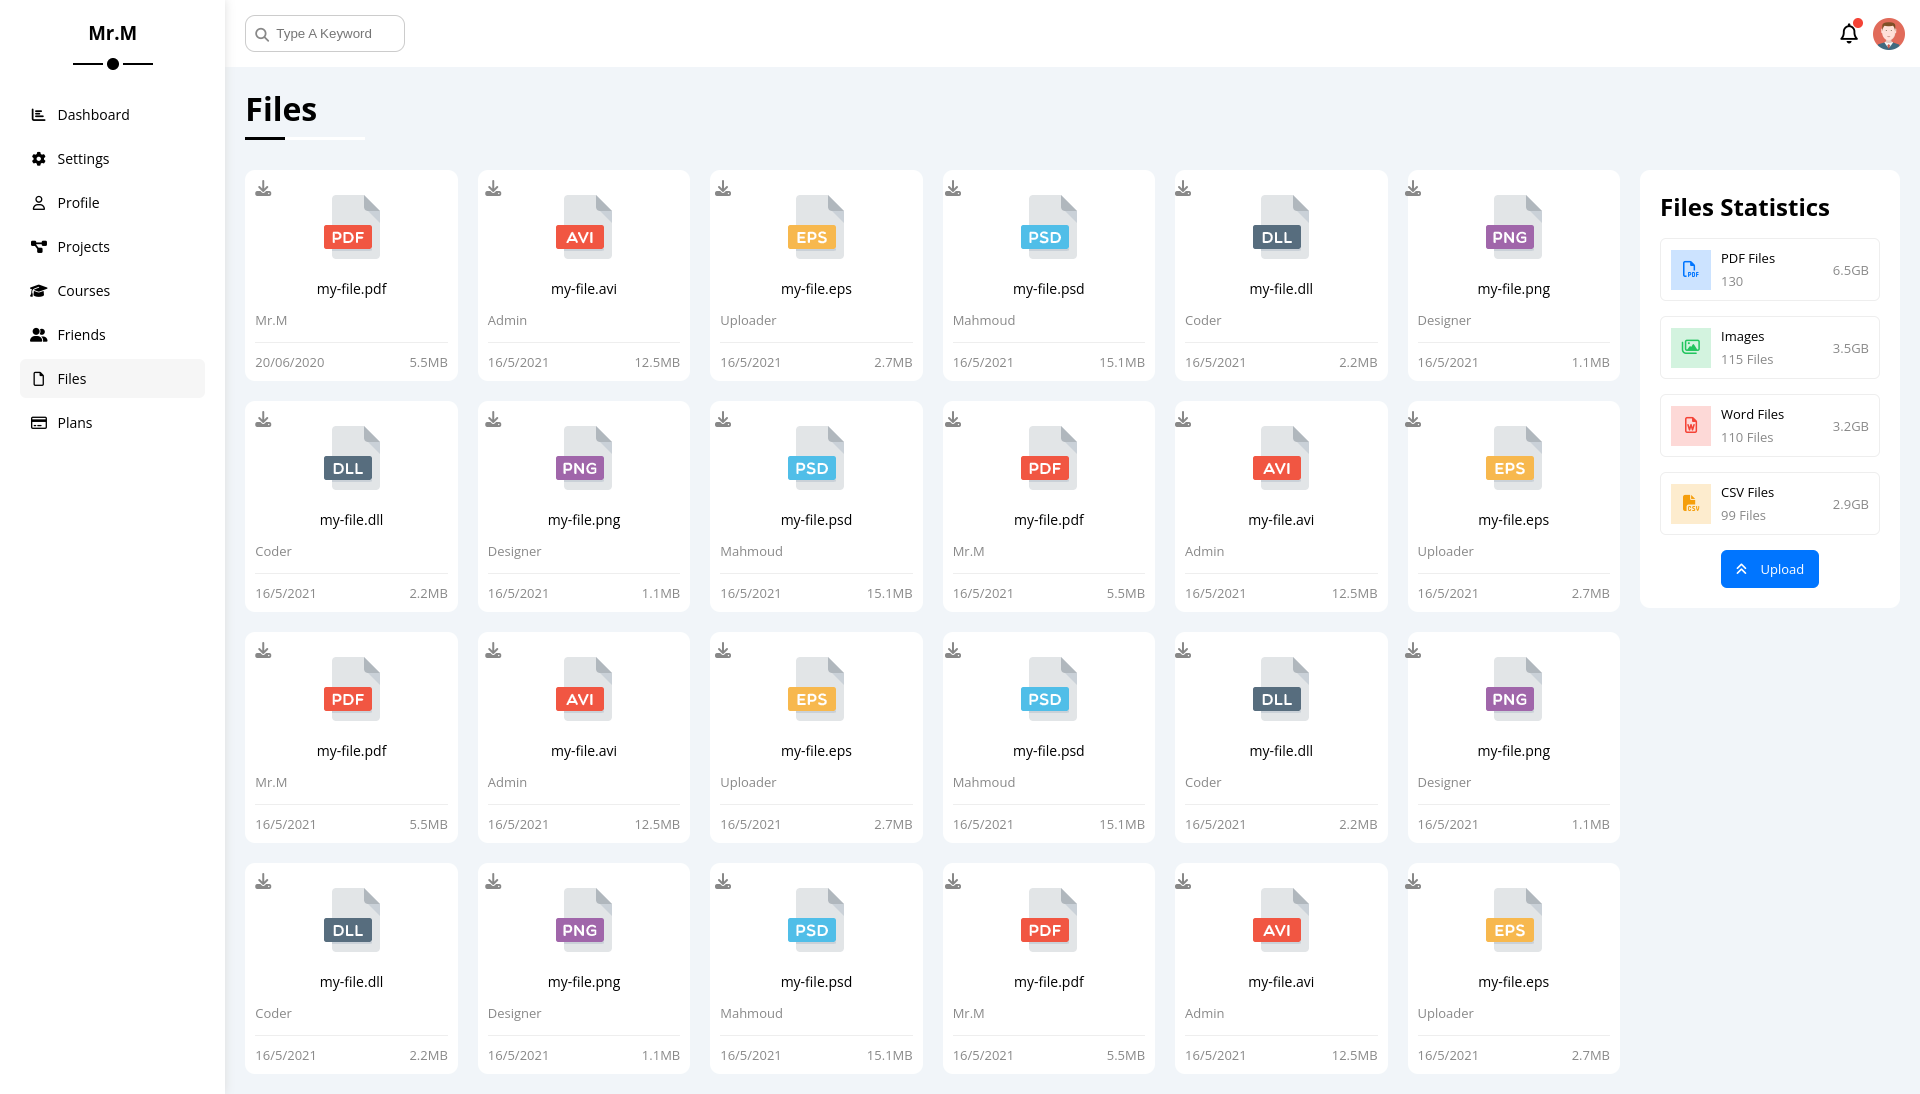 Mr.M
Type A Keyword
Dashboard
Settings
Profile
Projects
Courses
Friends
Files
Plans
Files
PDF AVI EPS PSD DLL PNG
my-file.pdf my-file.avi my-file.eps my-file.psd my-file.dll my-file.png
Mr.M Admin Uploader Mahmoud Coder Designer
20/06/2020 5.5MB 16/5/2021 12.5MB 16/5/2021 2.7MB 16/5/2021 15.1MB 16/5/2021 2.2MB 16/5/2021 1.1MB
DLL PNG PSD PDF AVI EPS
my-file.dll my-file.png my-file.psd my-file.pdf my-file.avi my-file.eps
Coder Designer Mahmoud Mr.M Admin Uploader
16/5/2021 2.2MB 16/5/2021 1.1MB 16/5/2021 15.1MB 16/5/2021 5.5MB 16/5/2021 12.5MB 16/5/2021 2.7MB
PDF AVI EPS PSD DLL PNG
my-file.pdf my-file.avi my-file.eps my-file.psd my-file.dll my-file.png
Mr.M Admin Uploader Mahmoud Coder Designer
16/5/2021 5.5MB 16/5/2021 12.5MB 16/5/2021 2.7MB 16/5/2021 15.1MB 16/5/2021 2.2MB 16/5/2021 1.1MB
DLL PNG PSD PDF AVI EPS
my-file.dll my-file.png my-file.psd my-file.pdf my-file.avi my-file.eps
Coder Designer Mahmoud Mr.M Admin Uploader
16/5/2021 2.2MB 16/5/2021 1.1MB 16/5/2021 15.1MB 16/5/2021 5.5MB 16/5/2021 12.5MB 16/5/2021 2.7MB
Files Statistics
PDF
PDF Files
130
6.5GB
Images
115 Files
3.5GB
W
Word Files
110 Files
3.2GB
CSV
CSV Files
99 Files
2.9GB
Upload